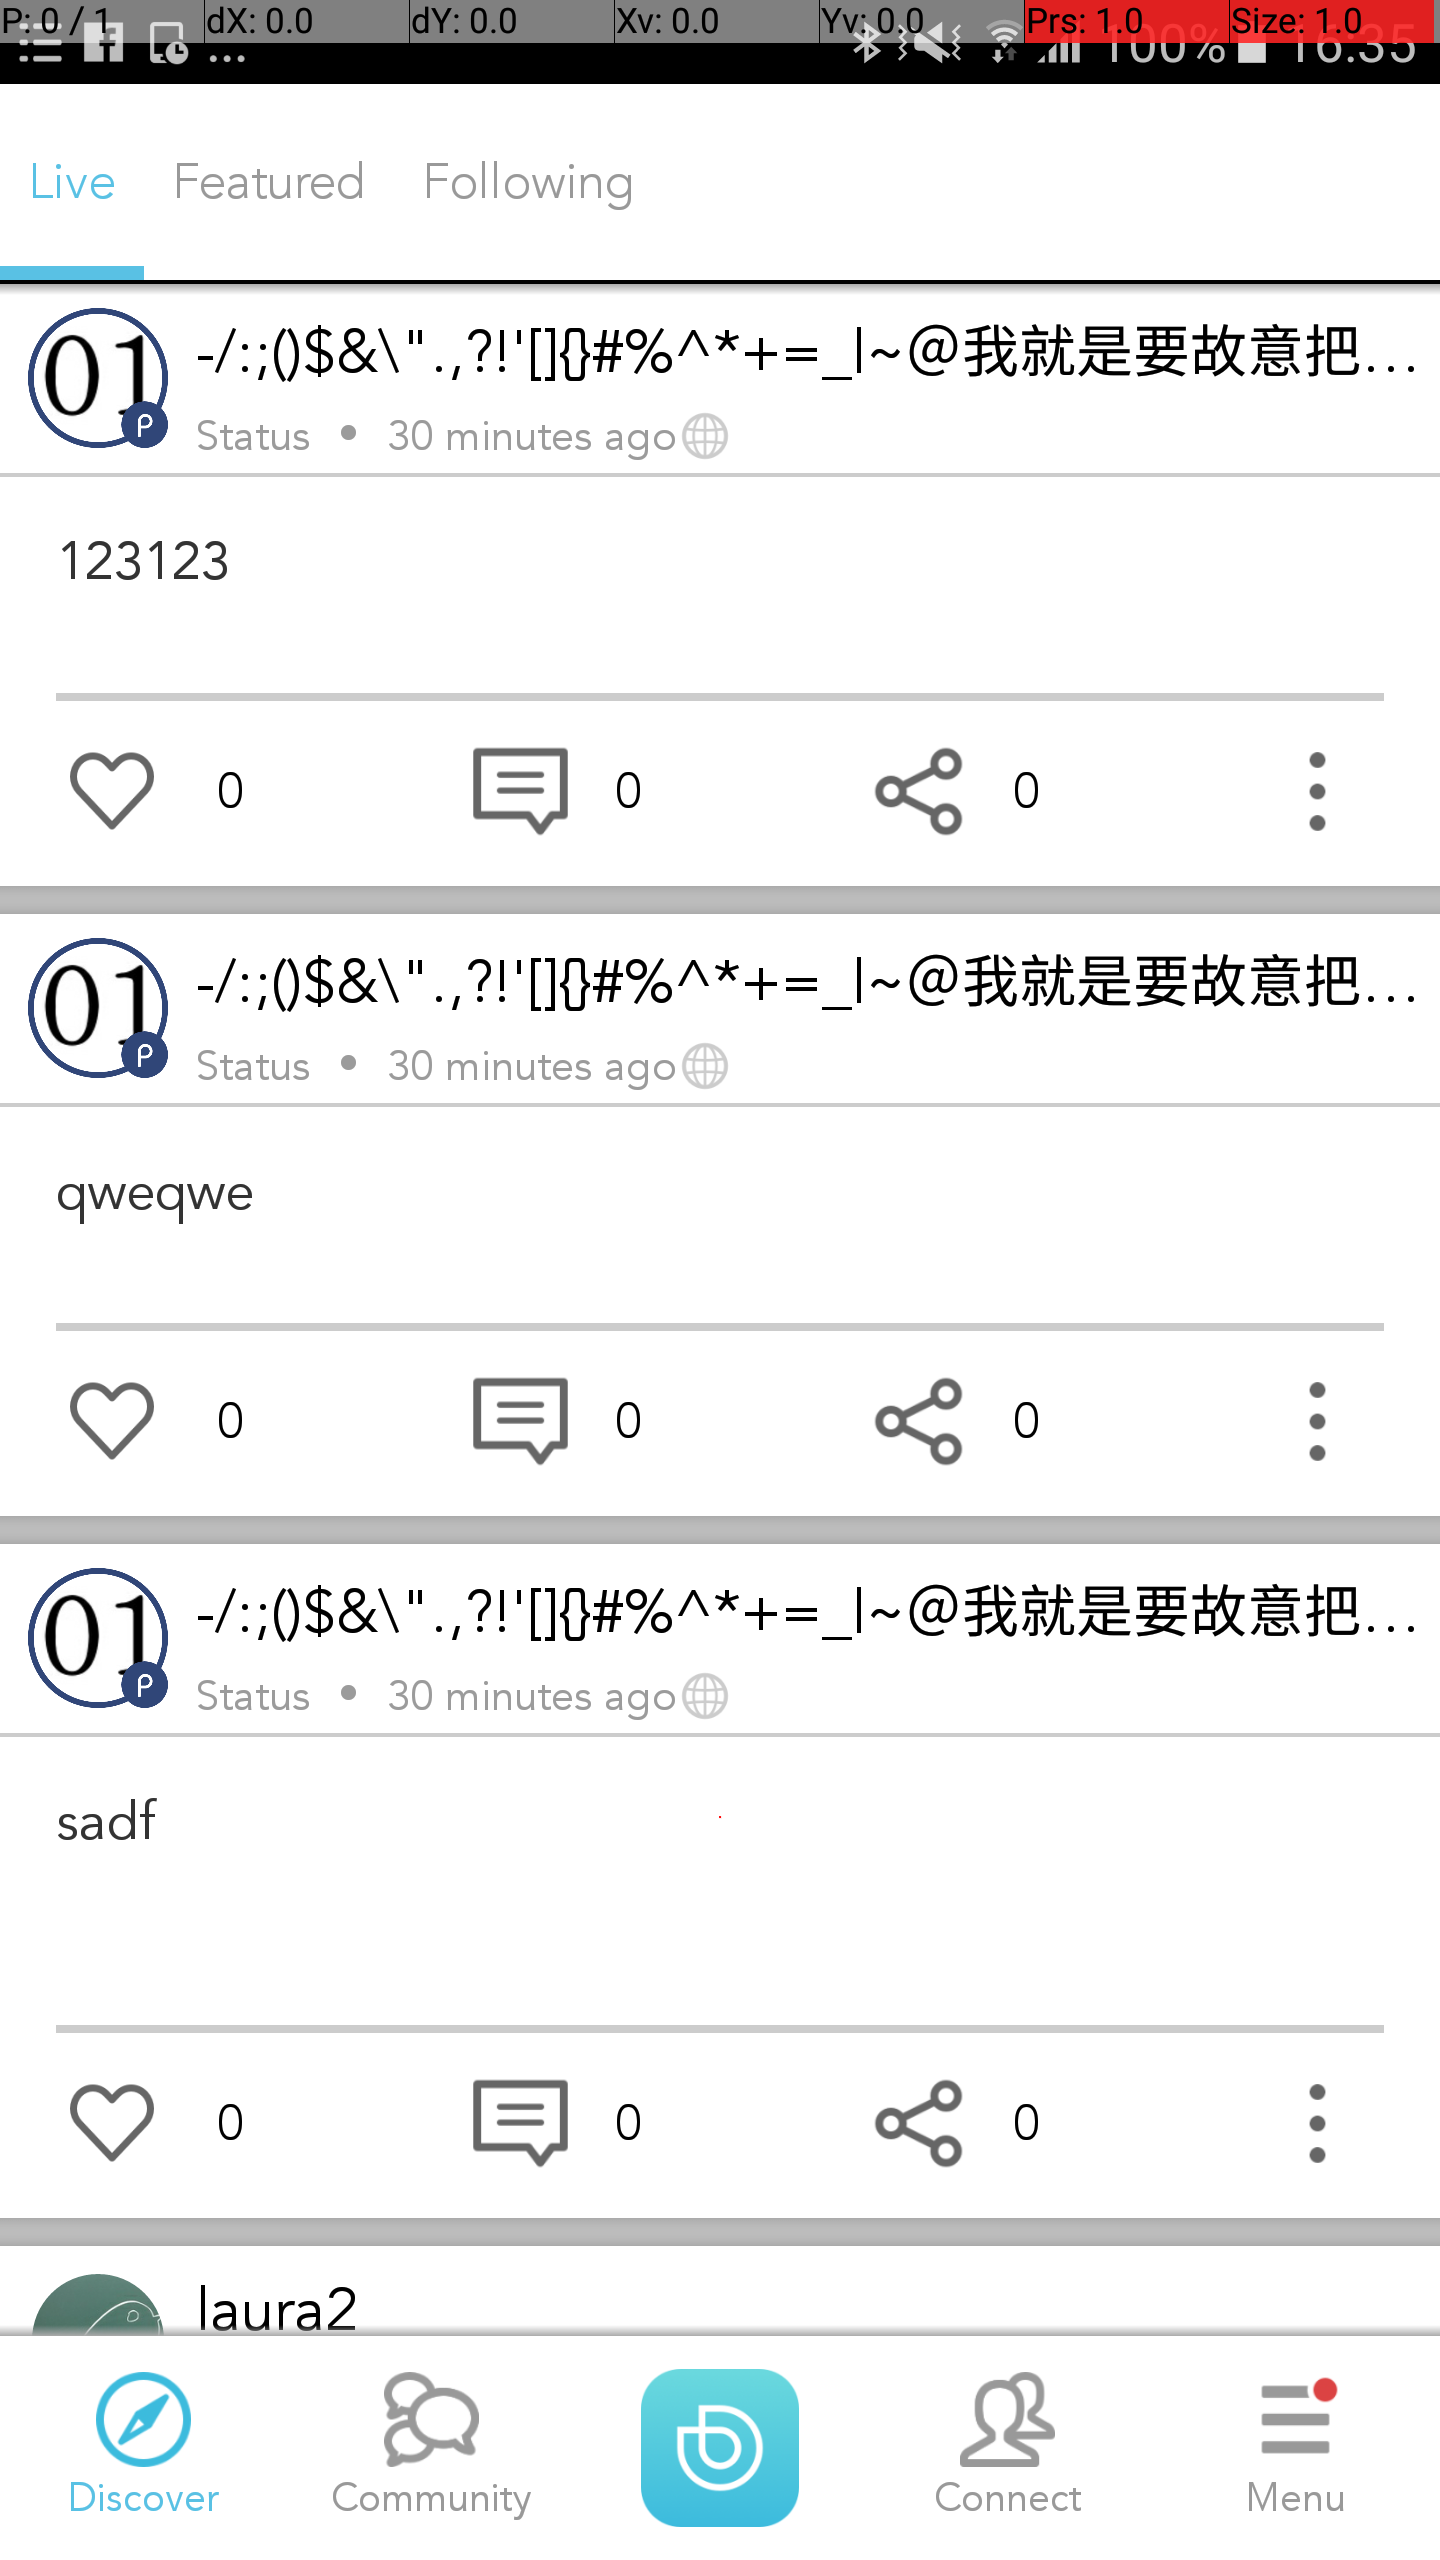 P: 0 / 1 dX: 0.0 dY: 0.0 Xv: 0.0 Yv: 0.0 Prs: 1.0 Size: 1.0
... 100% 16:35
Live Featured Following
01 P -/:;()$&\".,?!'[]{}#%^*+=_|~@我就是要故意把...
Status • 30 minutes ago
123123
0 0 0
01 P -/:;()$&\".,?!'[]{}#%^*+=_|~@我就是要故意把...
Status • 30 minutes ago
qweqwe
0 0 0
01 P -/:;()$&\".,?!'[]{}#%^*+=_|~@我就是要故意把...
Status • 30 minutes ago
sadf
0 0 0
laura2
Discover Community Connect Menu